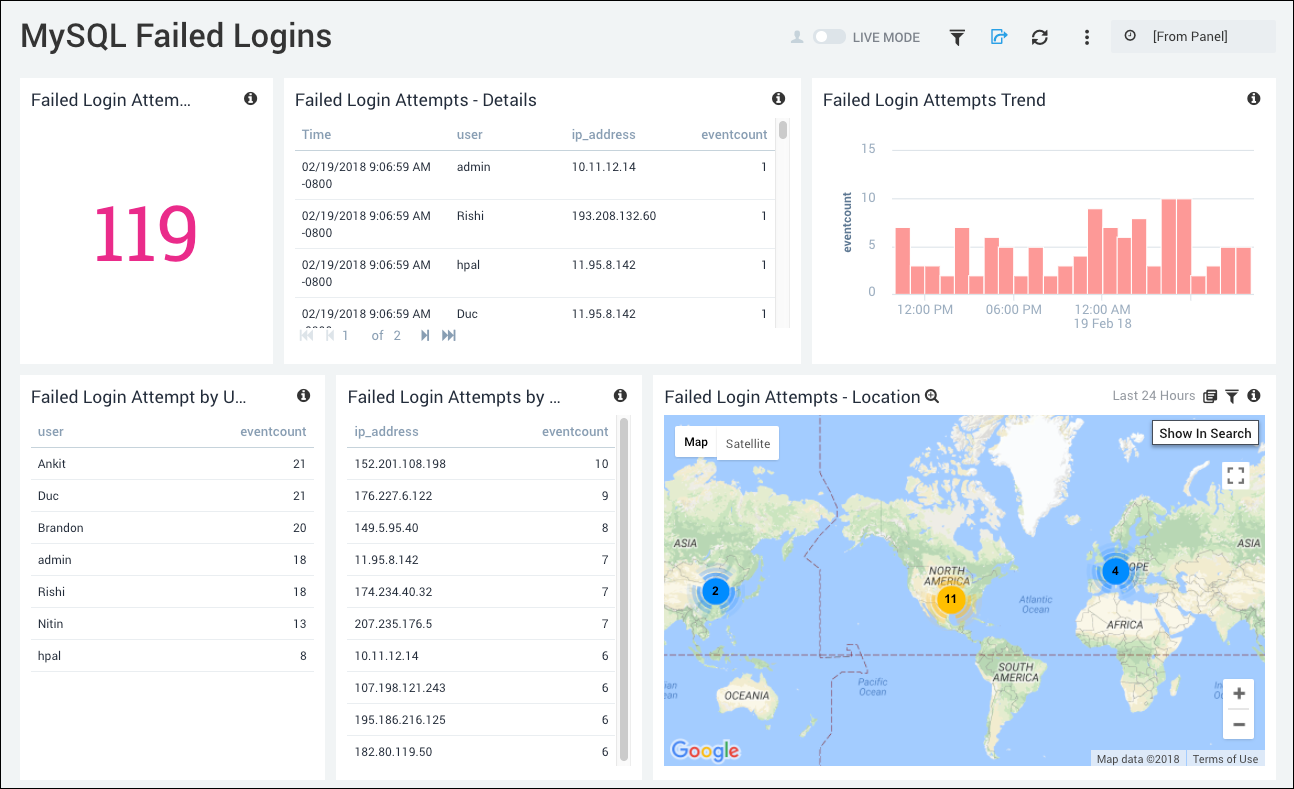 MySQL Failed Logins
LIVE MODE
[From Panel]
Failed Login Attem...
119
Failed Login Attempts - Details
Time user ip_address eventcount
02/19/2018 9:06:59 AM admin 10.11.12.14 1
-0800
02/19/2018 9:06:59 AM Rishi 193.208.132.60 1
-0800
02/19/2018 9:06:59 AM hpal 11.95.8.142 1
-0800
02/19/2018 9:06:59 AM Duc 11.95.8.142 1
1 of 2
Failed Login Attempts Trend
eventcount
15
10
5
0
12:00 PM 06:00 PM 12:00 AM
19 Feb 18
Failed Login Attempt by U...
user eventcount
Ankit 21
Duc 21
Brandon 20
admin 18
Rishi 18
Nitin 13
hpal 8
Failed Login Attempts by ...
ip_address eventcount
152.201.108.198 10
176.227.6.122 9
149.5.95.40 8
11.95.8.142 7
174.234.40.32 7
207.235.176.5 7
10.11.12.14 6
107.198.121.243 6
195.186.216.125 6
182.80.119.50 6
Failed Login Attempts - Location
Last 24 Hours
Map Satellite
Show In Search
ASIA
ASIA
NORTH
AMERICA
2
11
4
Atlantic
Ocean
AFRICA
SOUTH
AMERICA
Pacific
Ocean
OCEANIA
+
−
Google
Map data ©2018 Terms of Use